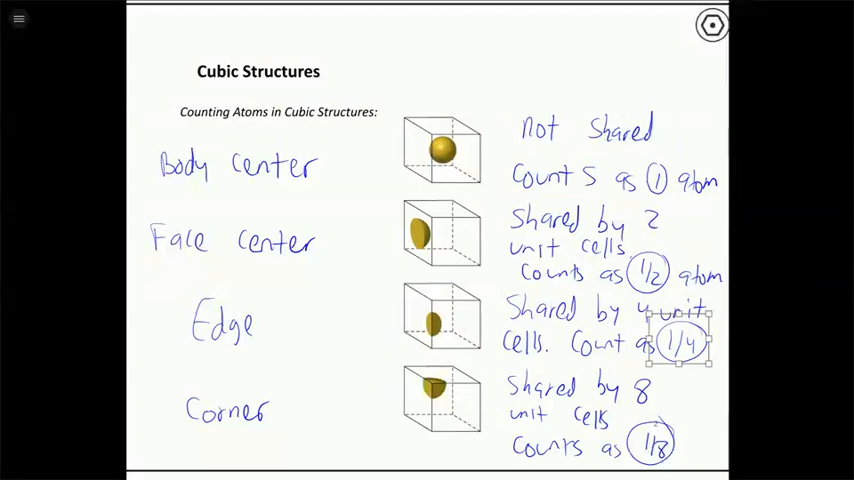 Cubic Structures
Counting Atoms in Cubic Structures:
Body Center
not Shared
Counts as 1 atom
Face Center
Shared by 2
unit cells.
Counts as 1/2 atom
Edge
Shared by 4 unit
Cells. Count as 1/4
Corner
Shared by 8
unit cells
Counts as 1/8